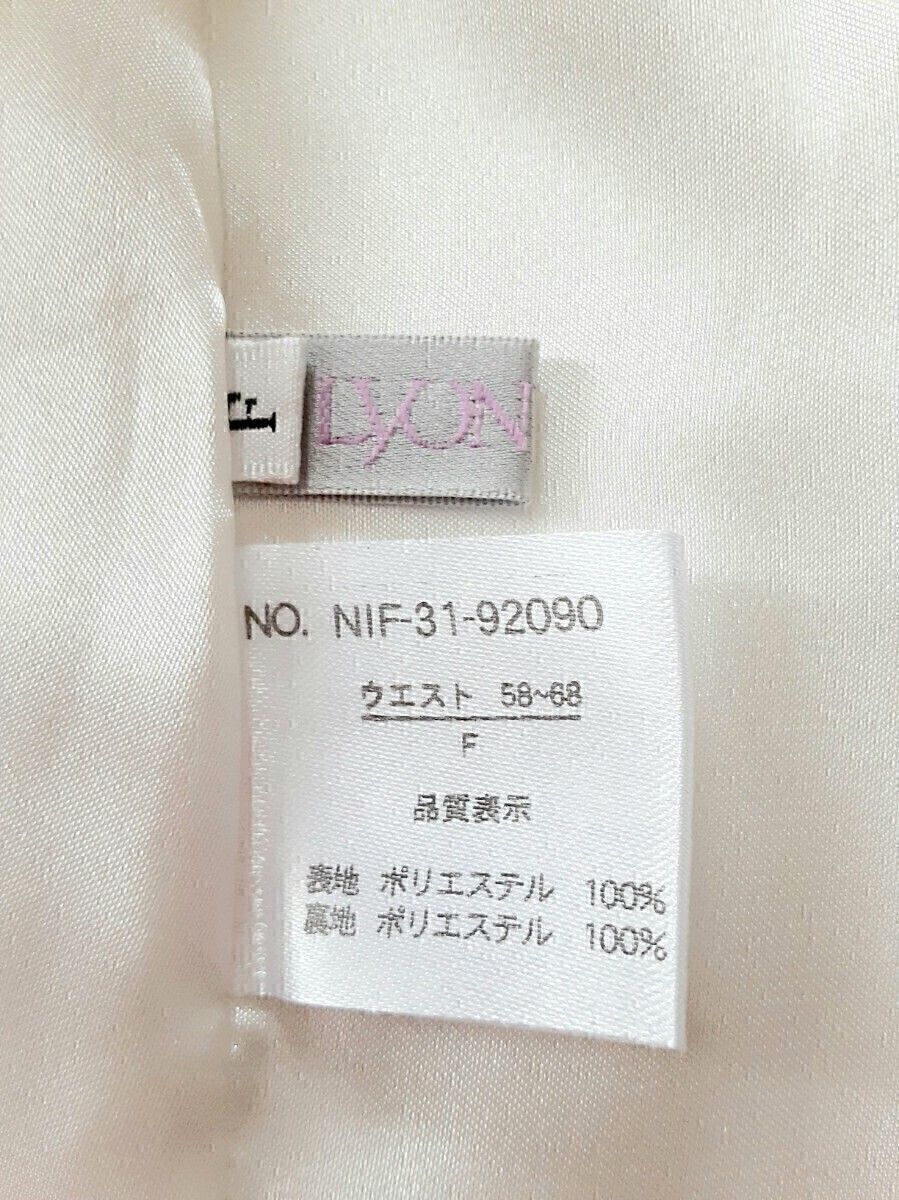 LYON
NO. NIF-31-92090
ウエスト 58~68
F
品質表示
表地 ポリエステル 100%
裏地 ポリエステル 100%